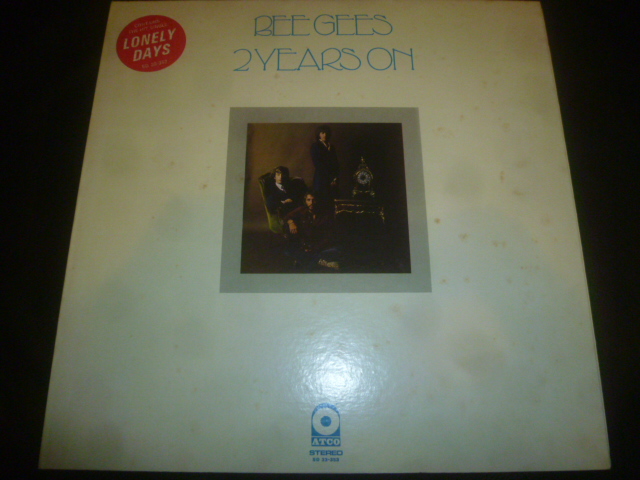 BEE GEES
2 YEARS ON
LONELY
DAYS
ATCO
STEREO